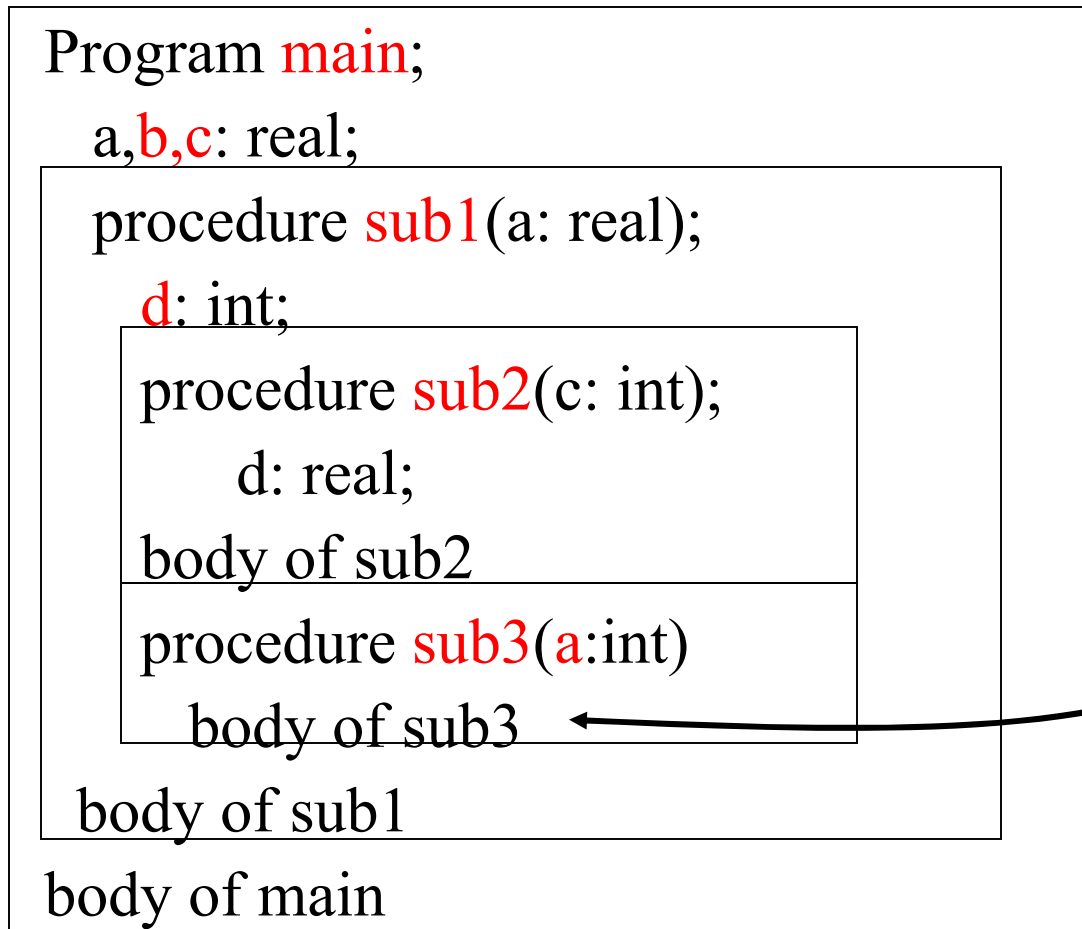 Program main;
a,b,c: real;
procedure sub1(a: real);
d: int;
procedure sub2(c: int);
d: real;
body of sub2
procedure sub3(a:int)
body of sub3
body of sub1
body of main